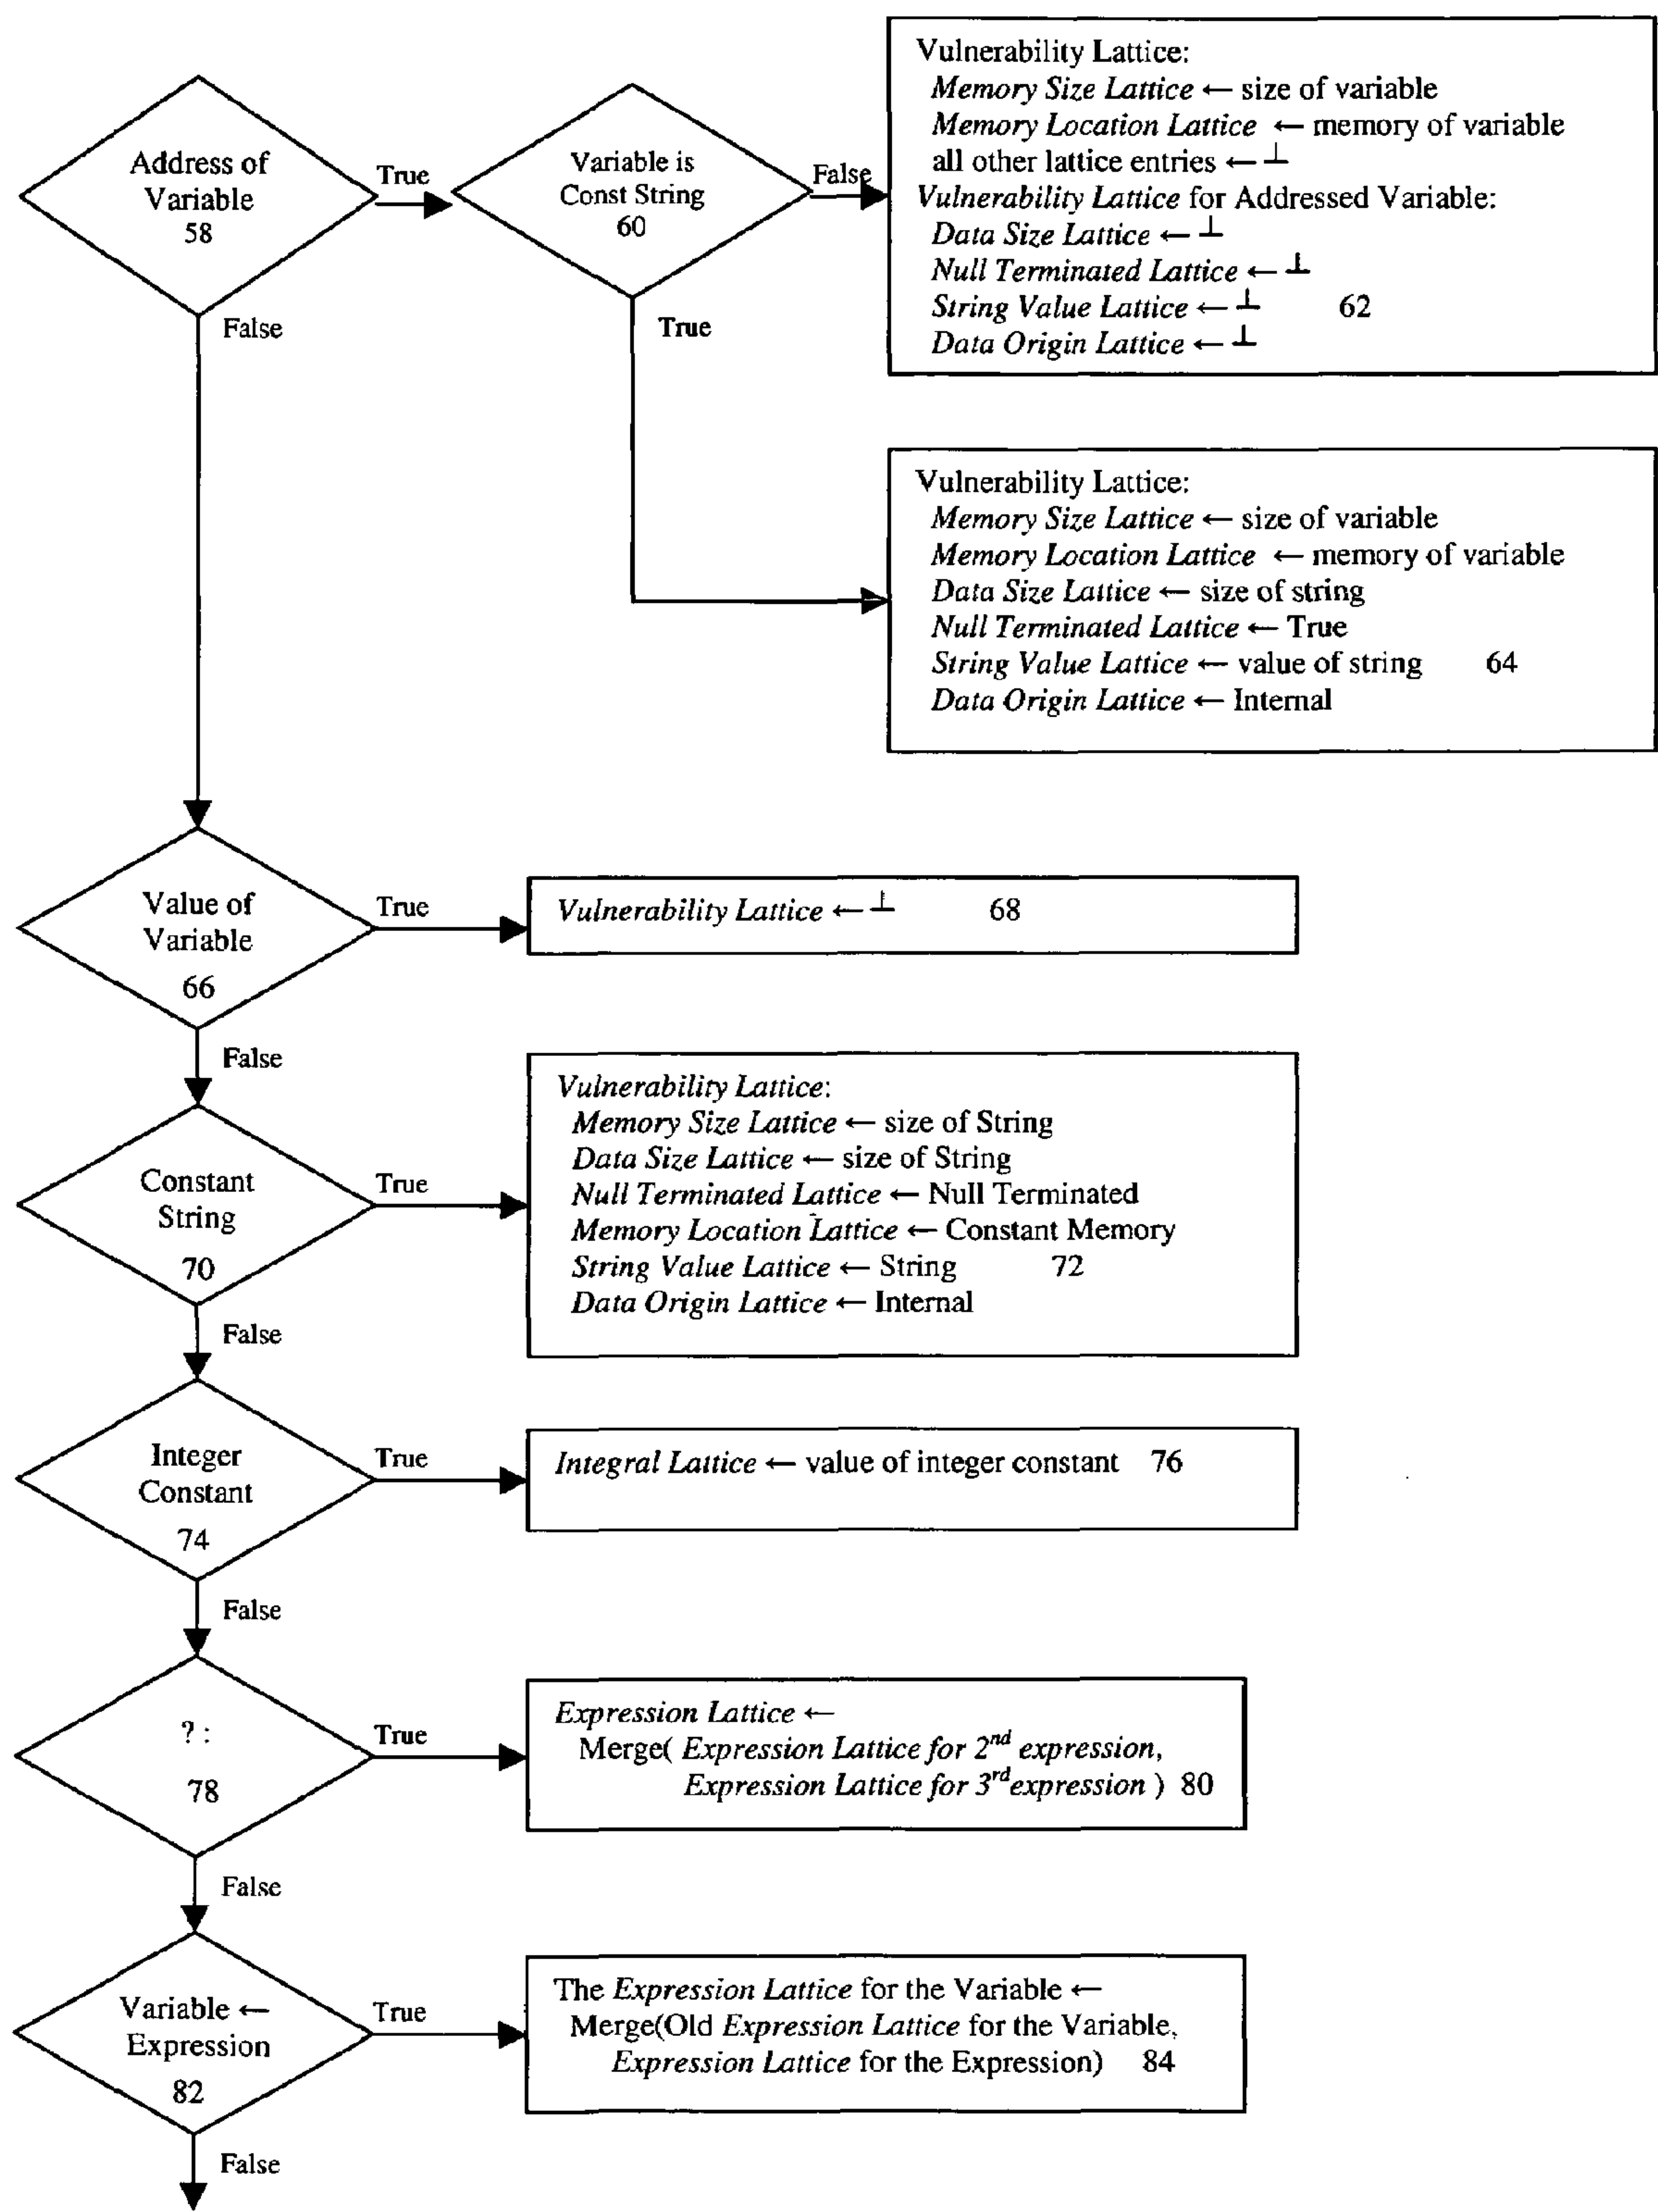 Address of
Variable
58
True
False
Variable is
Const String
60
False
True
Vulnerability Lattice:
Memory Size Lattice ← size of variable
Memory Location Lattice ← memory of variable
all other lattice entries ← ⊥
Vulnerability Lattice for Addressed Variable:
Data Size Lattice ← ⊥
Null Terminated Lattice ← ⊥
String Value Lattice ← ⊥ 62
Data Origin Lattice ← ⊥
Vulnerability Lattice:
Memory Size Lattice ← size of variable
Memory Location Lattice ← memory of variable
Data Size Lattice ← size of string
Null Terminated Lattice ← True
String Value Lattice ← value of string 64
Data Origin Lattice ← Internal
Value of
Variable
66
True
False
Vulnerability Lattice ← ⊥ 68
Constant
String
70
True
False
Vulnerability Lattice:
Memory Size Lattice ← size of String
Data Size Lattice ← size of String
Null Terminated Lattice ← Null Terminated
Memory Location Lattice ← Constant Memory
String Value Lattice ← String 72
Data Origin Lattice ← Internal
Integer
Constant
74
True
False
Integral Lattice ← value of integer constant 76
? :
78
True
False
Expression Lattice ←
Merge( Expression Lattice for 2nd expression,
Expression Lattice for 3rd expression ) 80
Variable ←
Expression
82
True
False
The Expression Lattice for the Variable ←
Merge(Old Expression Lattice for the Variable,
Expression Lattice for the Expression) 84